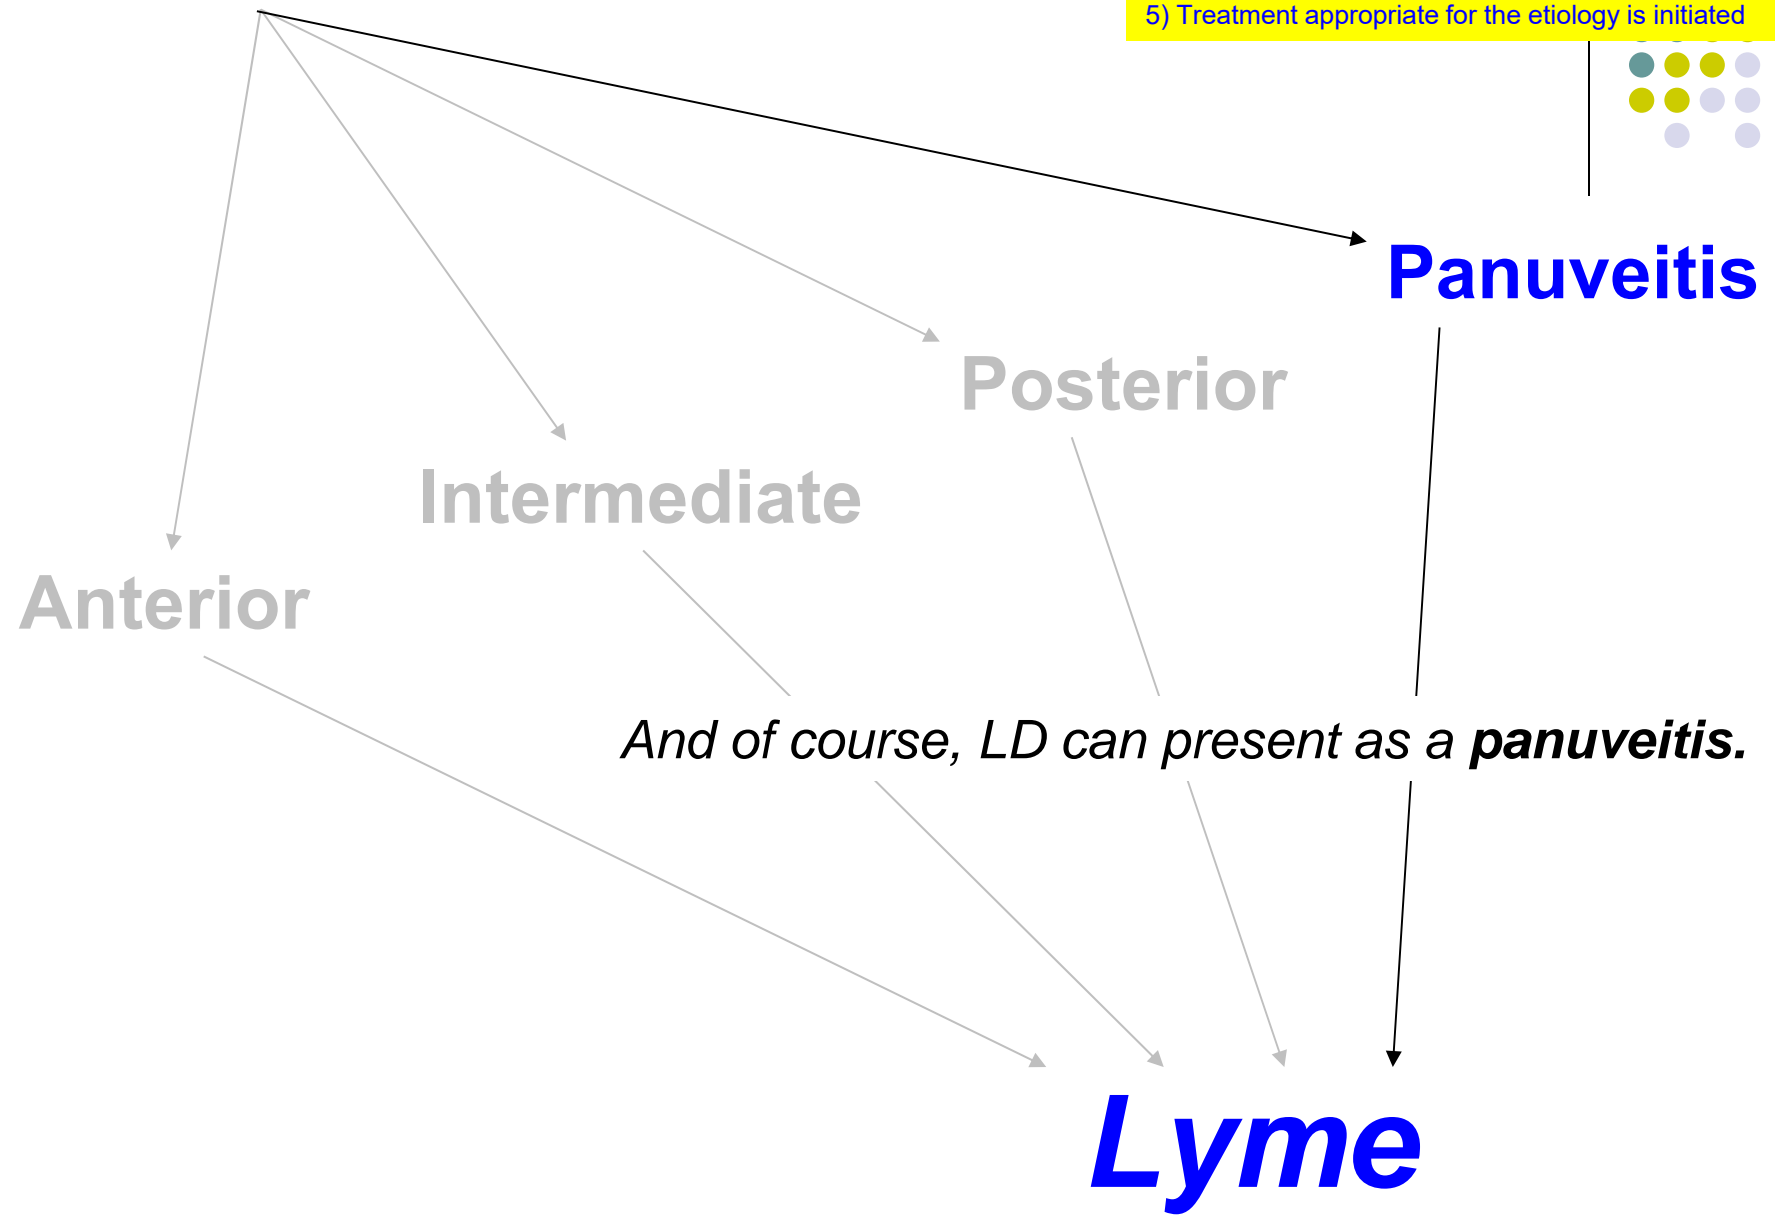 5) Treatment appropriate for the etiology is initiated
Panuveitis
Posterior
Intermediate
Anterior
And of course, LD can present as a panuveitis.
Lyme